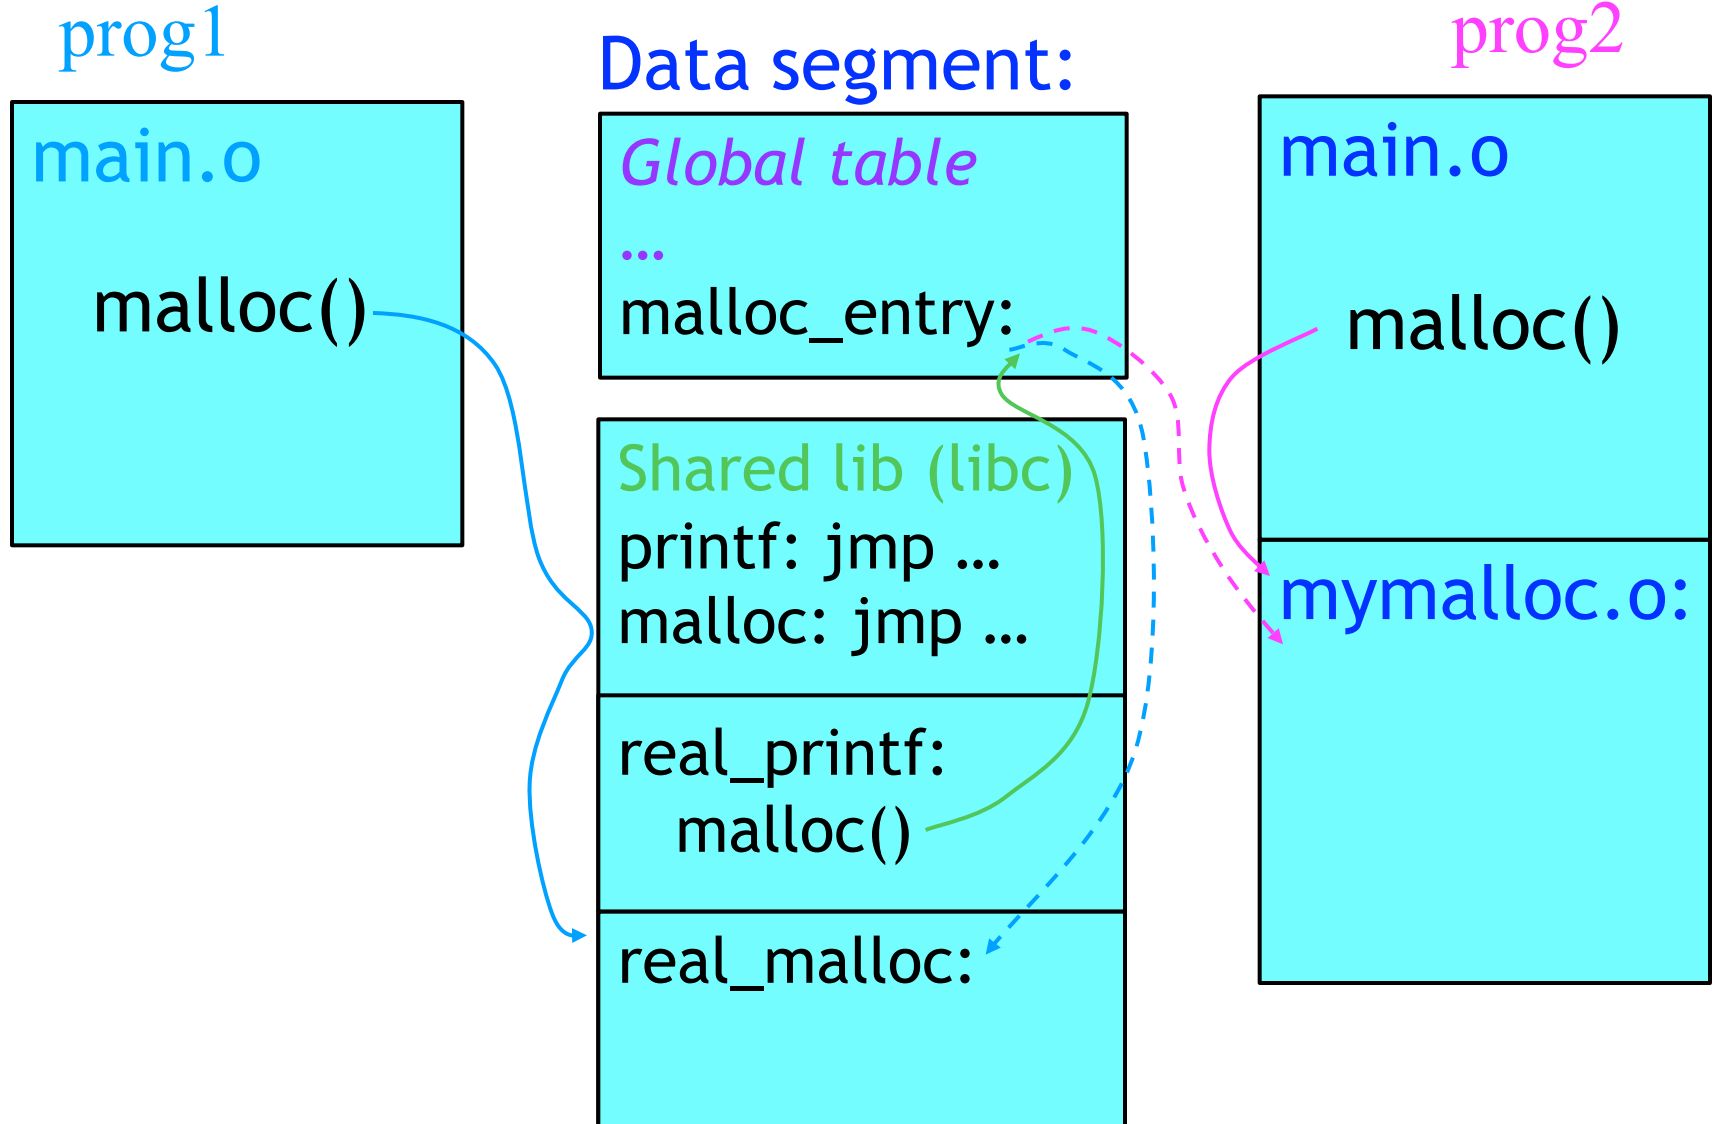 prog1
main.o
malloc()
Data segment:
Global table
…
malloc_entry:
Shared lib (libc)
printf: jmp …
malloc: jmp …
real_printf:
malloc()
real_malloc:
prog2
main.o
malloc()
mymalloc.o: